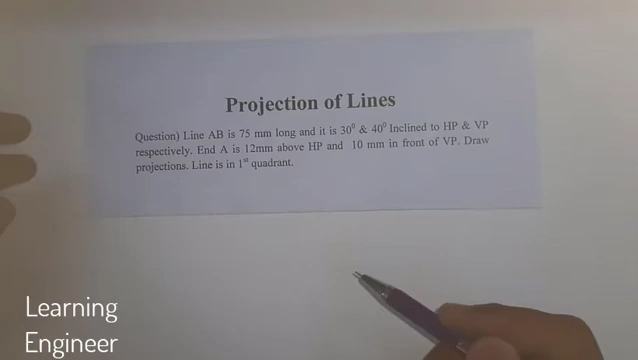 Projection of Lines
Question) Line AB is 75 mm long and it is 30⁰ & 40⁰ Inclined to HP & VP
respectively. End A is 12mm above HP and 10 mm in front of VP. Draw
projections. Line is in 1st quadrant.
Learning
Engineer